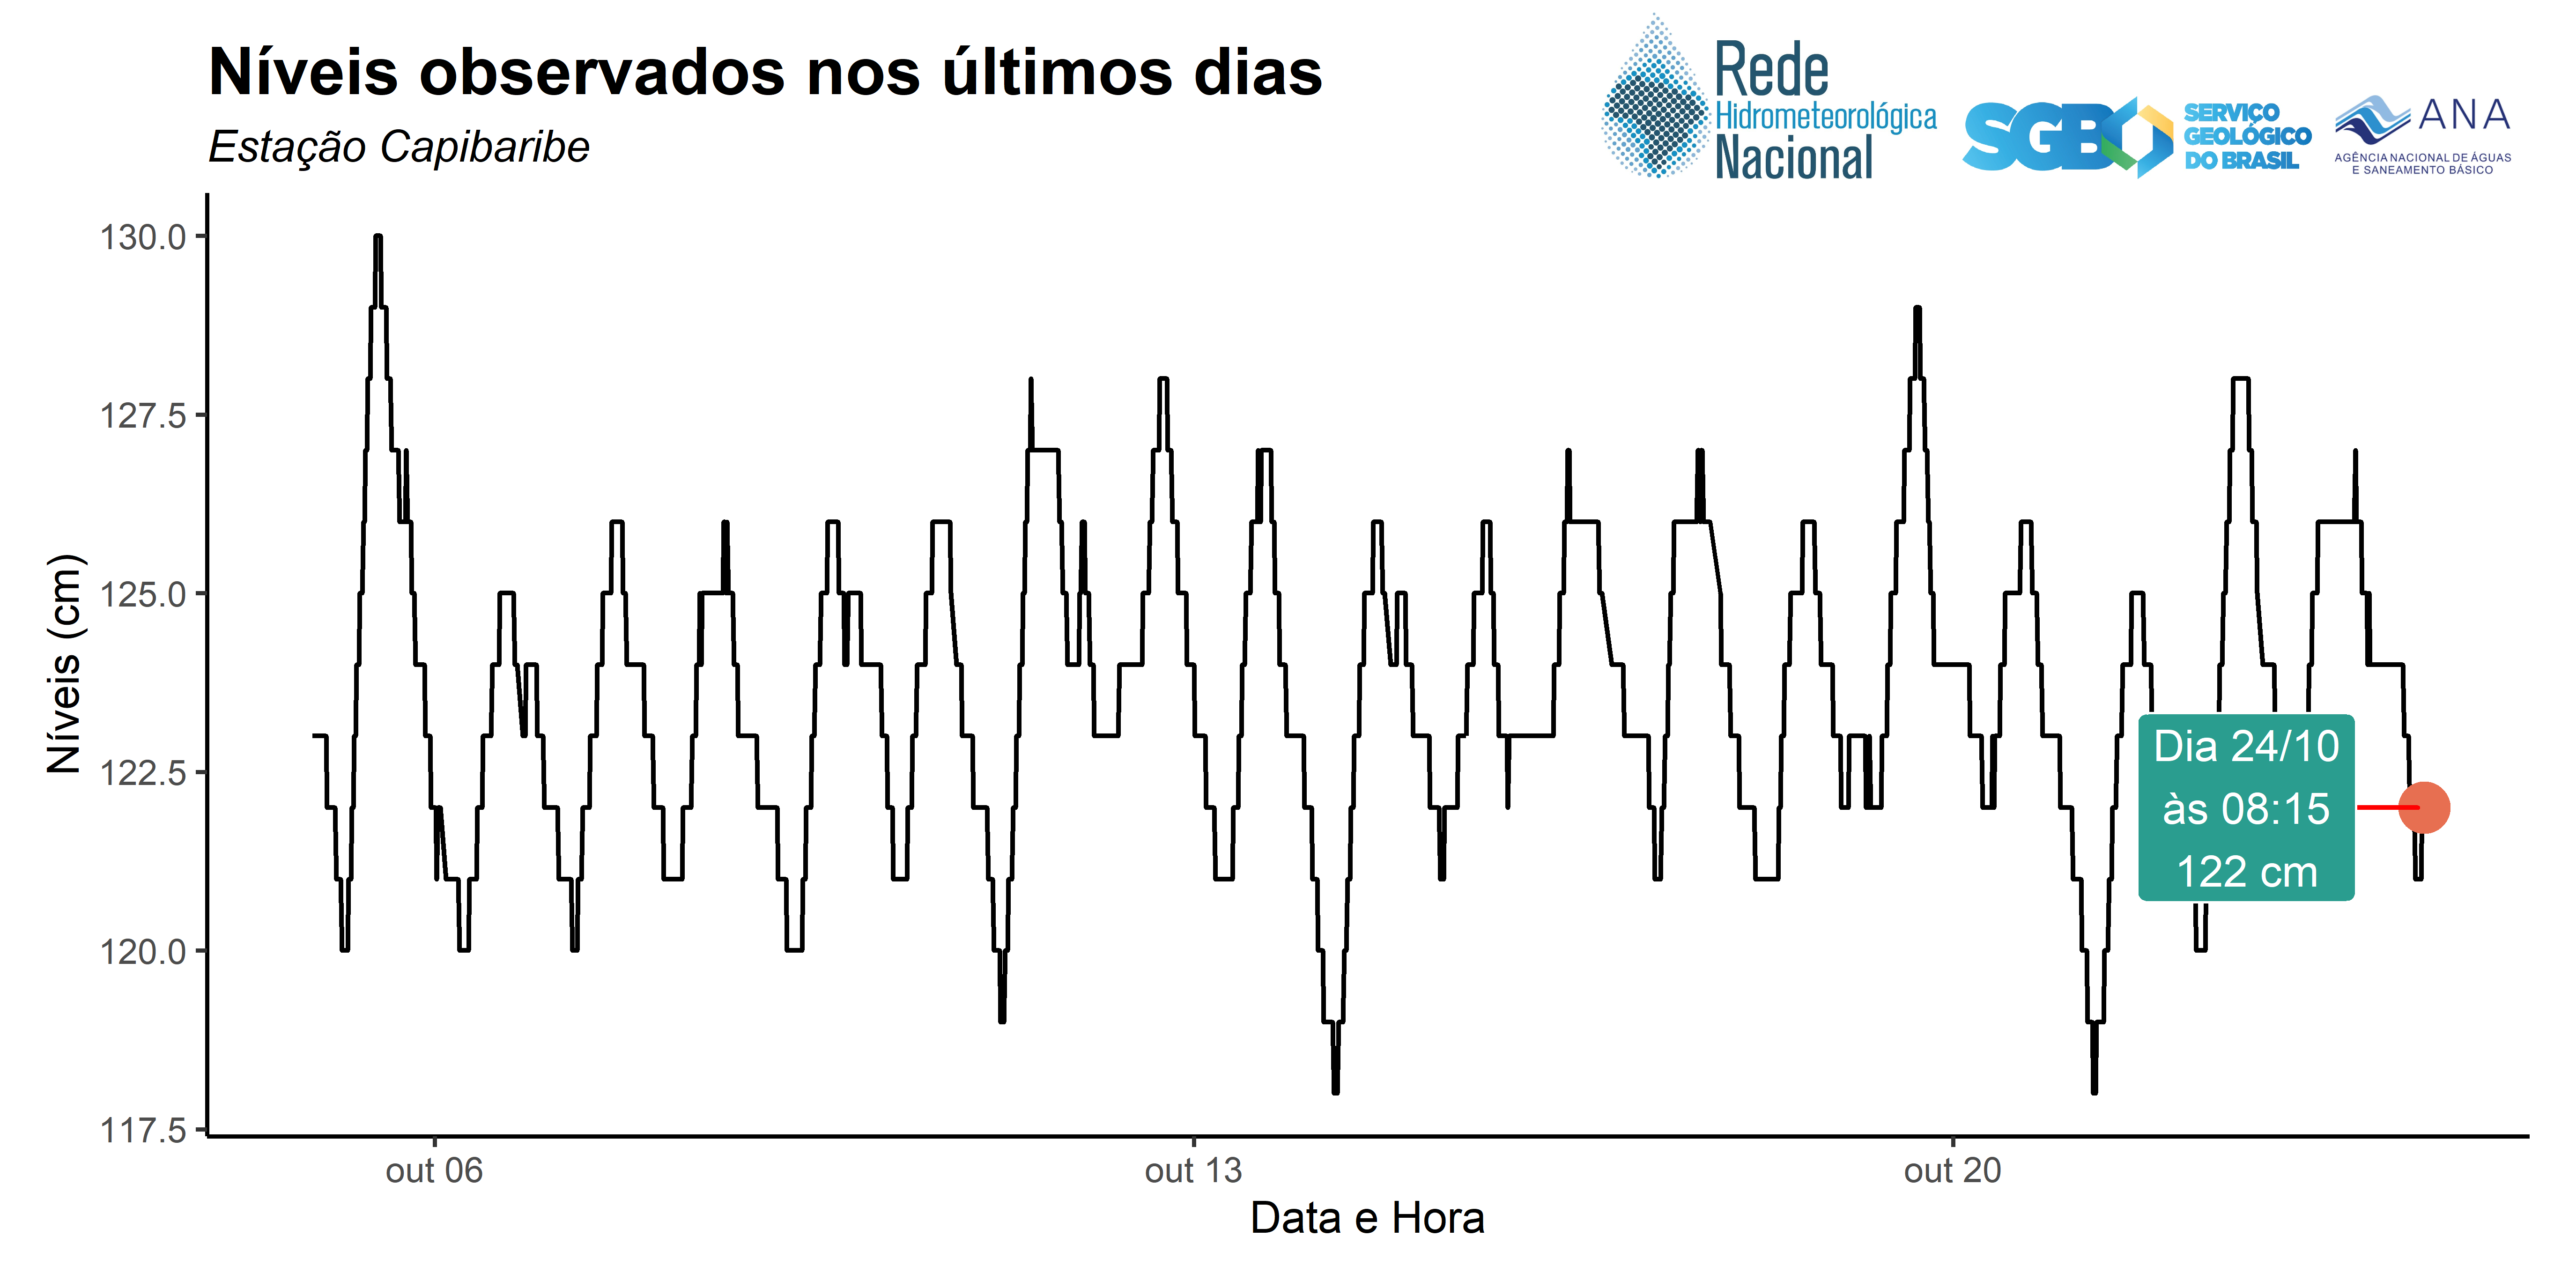 Níveis observados nos últimos dias
Estação Capibaribe
Rede
Hidrometeorológica
Nacional
SGB
SERVIÇO
GEOLÓGICO
DO BRASIL
ANA
AGÊNCIA NACIONAL DE ÁGUAS
E SANEAMENTO BÁSICO
Níveis (cm)
130.0
127.5
125.0
122.5
120.0
117.5
Dia 24/10
às 08:15
122 cm
out 06
out 13
out 20
Data e Hora